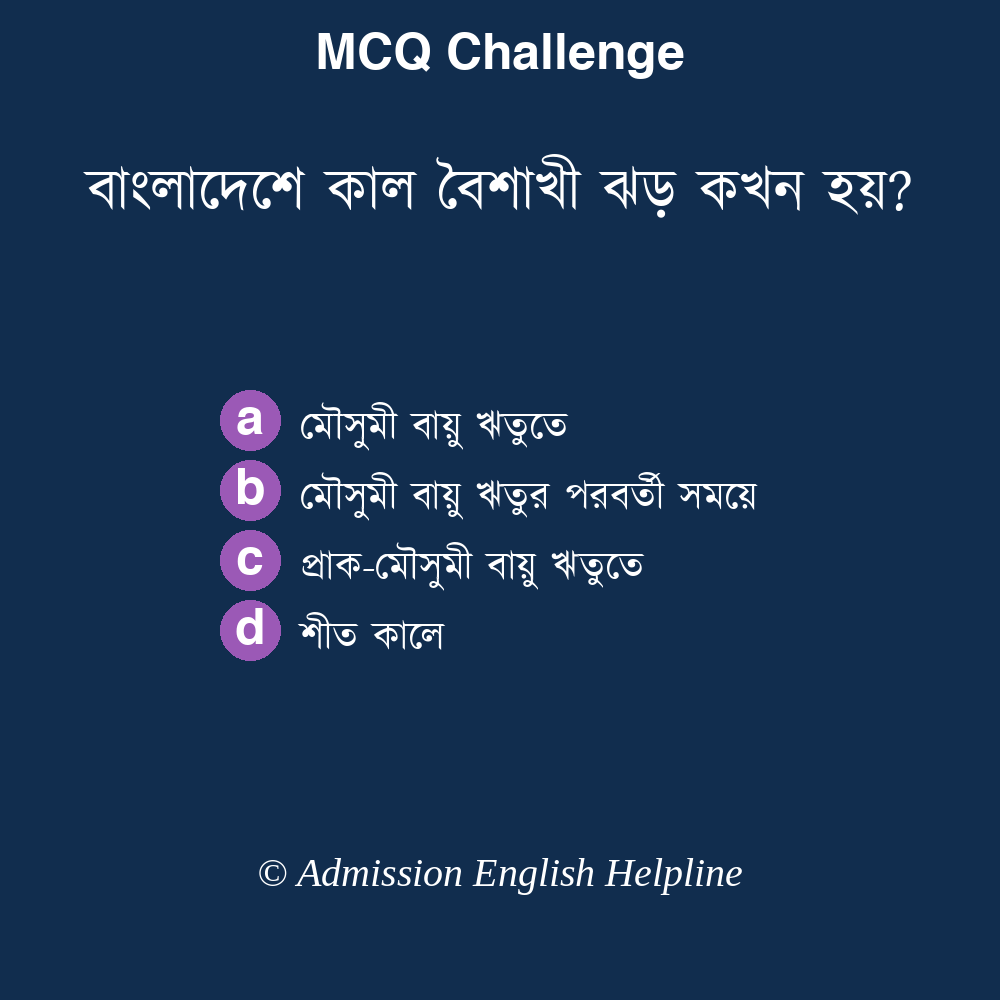 MCQ Challenge
বাংলাদেশে কাল বৈশাখী ঝড় কখন হয়?
a মৌসুমী বায়ু ঋতুতে
b মৌসুমী বায়ু ঋতুর পরবর্তী সময়ে
c প্রাক-মৌসুমী বায়ু ঋতুতে
d শীত কালে
© Admission English Helpline